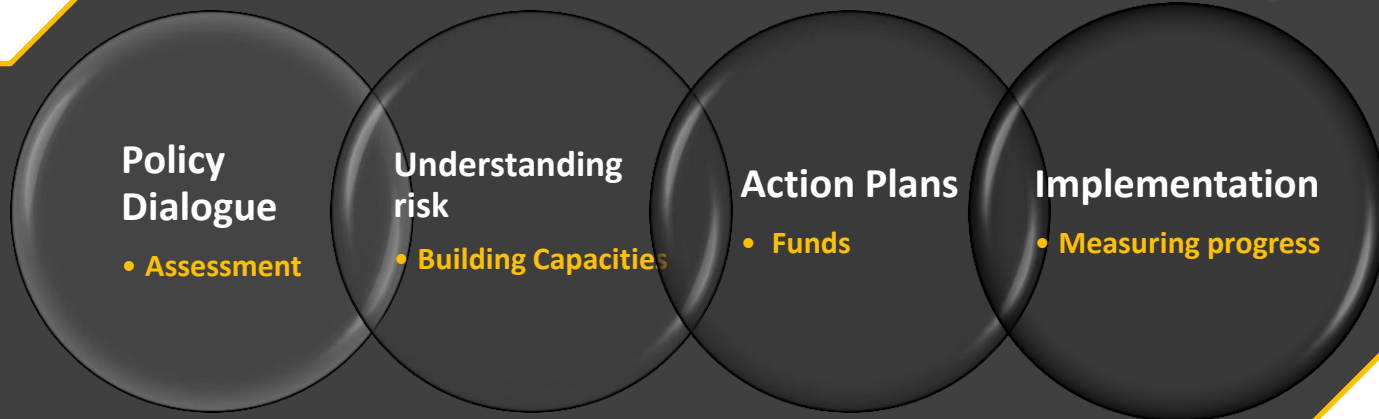 Policy
Dialogue
• Assessment
Understanding
risk
• Building Capacities
Action Plans
• Funds
Implementation
• Measuring progress